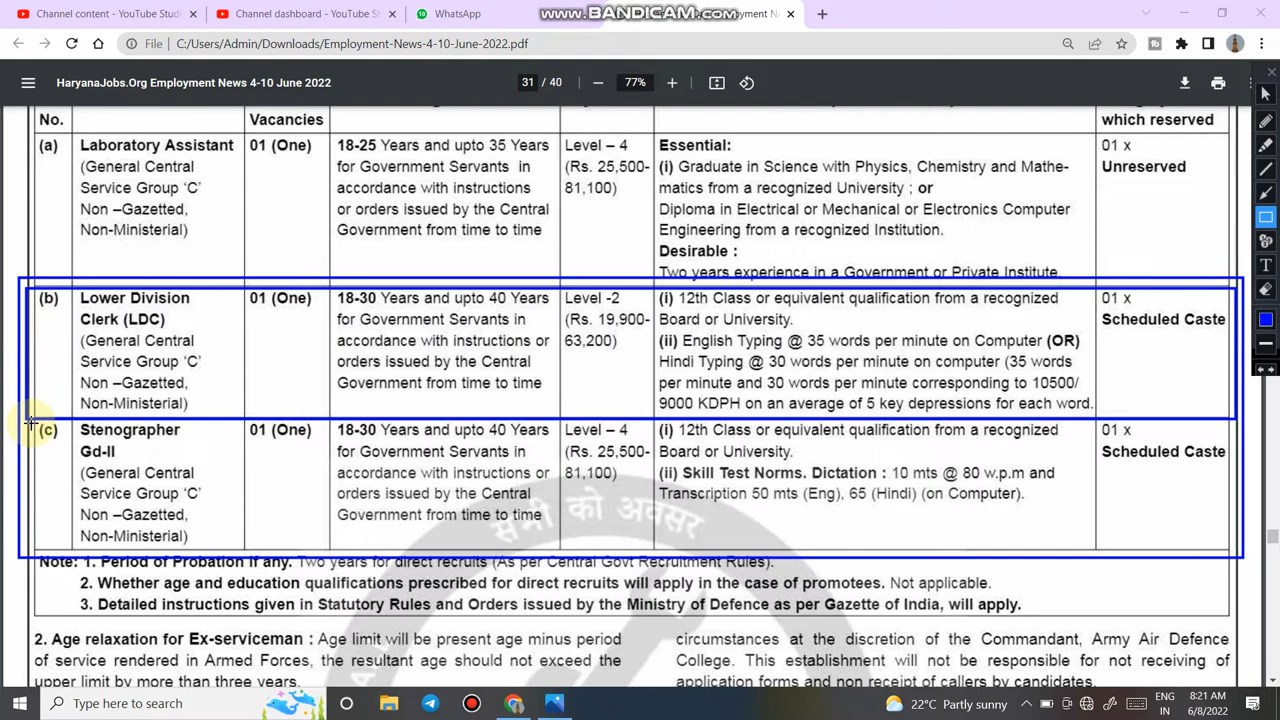 Channel content - YouTube Studi
Channel dashboard - YouTube St
WhatsApp
www.BANDICAM.com
loyment N
File
C:/Users/Admin/Downloads/Employment-News-4-10-June-2022.pdf
HaryanaJobs.Org Employment News 4-10 June 2022
31 / 40
77%
No.
Vacancies
which reserved
(a)
Laboratory Assistant
(General Central
Service Group ‘C’
Non –Gazetted,
Non-Ministerial)
01 (One)
18-25 Years and upto 35 Years
for Government Servants in
accordance with instructions
or orders issued by the Central
Government from time to time
Level – 4
(Rs. 25,500-
81,100)
Essential:
(i) Graduate in Science with Physics, Chemistry and Mathe-
matics from a recognized University ; or
Diploma in Electrical or Mechanical or Electronics Computer
Engineering from a recognized Institution.
Desirable :
Two years experience in a Government or Private Institute.
01 x
Unreserved
(b)
Lower Division
Clerk (LDC)
(General Central
Service Group ‘C’
Non –Gazetted,
Non-Ministerial)
01 (One)
18-30 Years and upto 40 Years
for Government Servants in
accordance with instructions or
orders issued by the Central
Government from time to time
Level -2
(Rs. 19,900-
63,200)
(i) 12th Class or equivalent qualification from a recognized
Board or University.
(ii) English Typing @ 35 words per minute on Computer (OR)
Hindi Typing @ 30 words per minute on computer (35 words
per minute and 30 words per minute corresponding to 10500/
9000 KDPH on an average of 5 key depressions for each word.
01 x
Scheduled Caste
(c)
Stenographer
Gd-II
(General Central
Service Group ‘C’
Non –Gazetted,
Non-Ministerial)
01 (One)
18-30 Years and upto 40 Years
for Government Servants in
accordance with instructions or
orders issued by the Central
Government from time to time
Level – 4
(Rs. 25,500-
81,100)
(i) 12th Class or equivalent qualification from a recognized
Board or University.
(ii) Skill Test Norms. Dictation : 10 mts @ 80 w.p.m and
Transcription 50 mts (Eng), 65 (Hindi) (on Computer).
01 x
Scheduled Caste
सभी को अवसर
Note: 1. Period of Probation if any. Two years for direct recruits (As per Central Govt Recruitment Rules).
2. Whether age and education qualifications prescribed for direct recruits will apply in the case of promotees. Not applicable.
3. Detailed instructions given in Statutory Rules and Orders issued by the Ministry of Defence as per Gazette of India, will apply.
2. Age relaxation for Ex-serviceman : Age limit will be present age minus period
of service rendered in Armed Forces, the resultant age should not exceed the
upper limit by more than three years.
circumstances at the discretion of the Commandant, Army Air Defence
College. This establishment will not be responsible for not receiving of
application forms and non receipt of callers by candidates.
Type here to search
22°C Partly sunny
ENG
IN
8:21 AM
6/8/2022